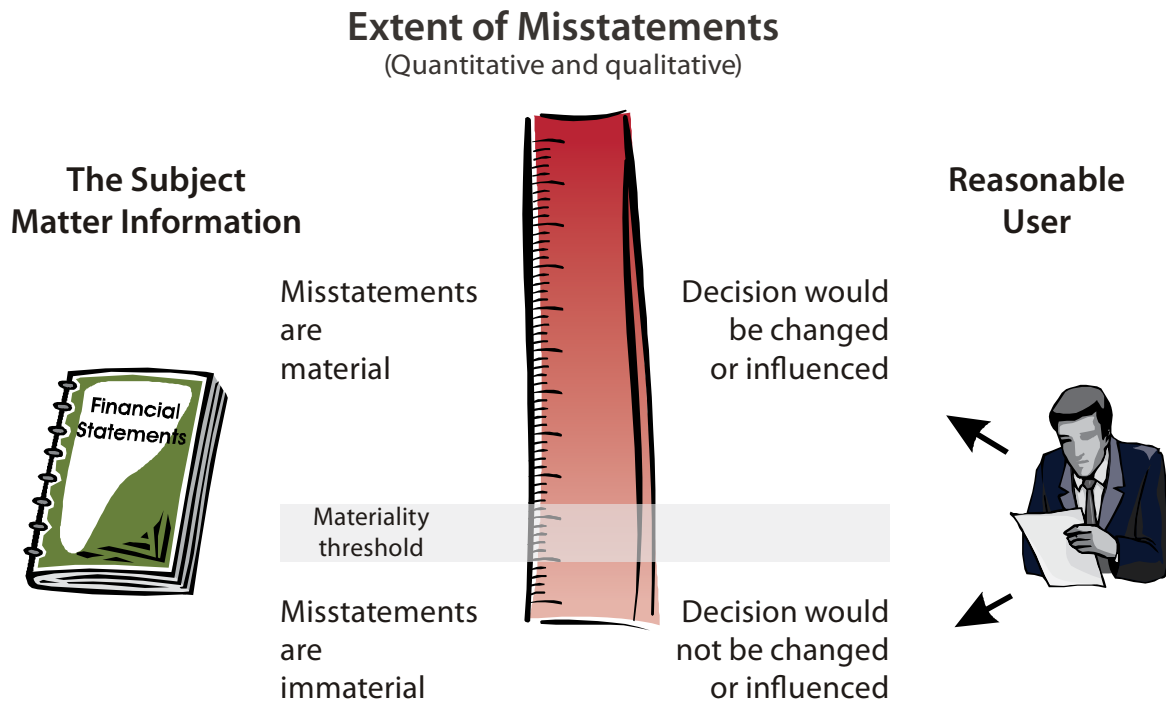 Extent of Misstatements
(Quantitative and qualitative)
The Subject
Matter Information
Reasonable
User
Misstatements
are
material
Decision would
be changed
or influenced
Financial
Statements
Materiality
threshold
Misstatements
are
immaterial
Decision would
not be changed
or influenced